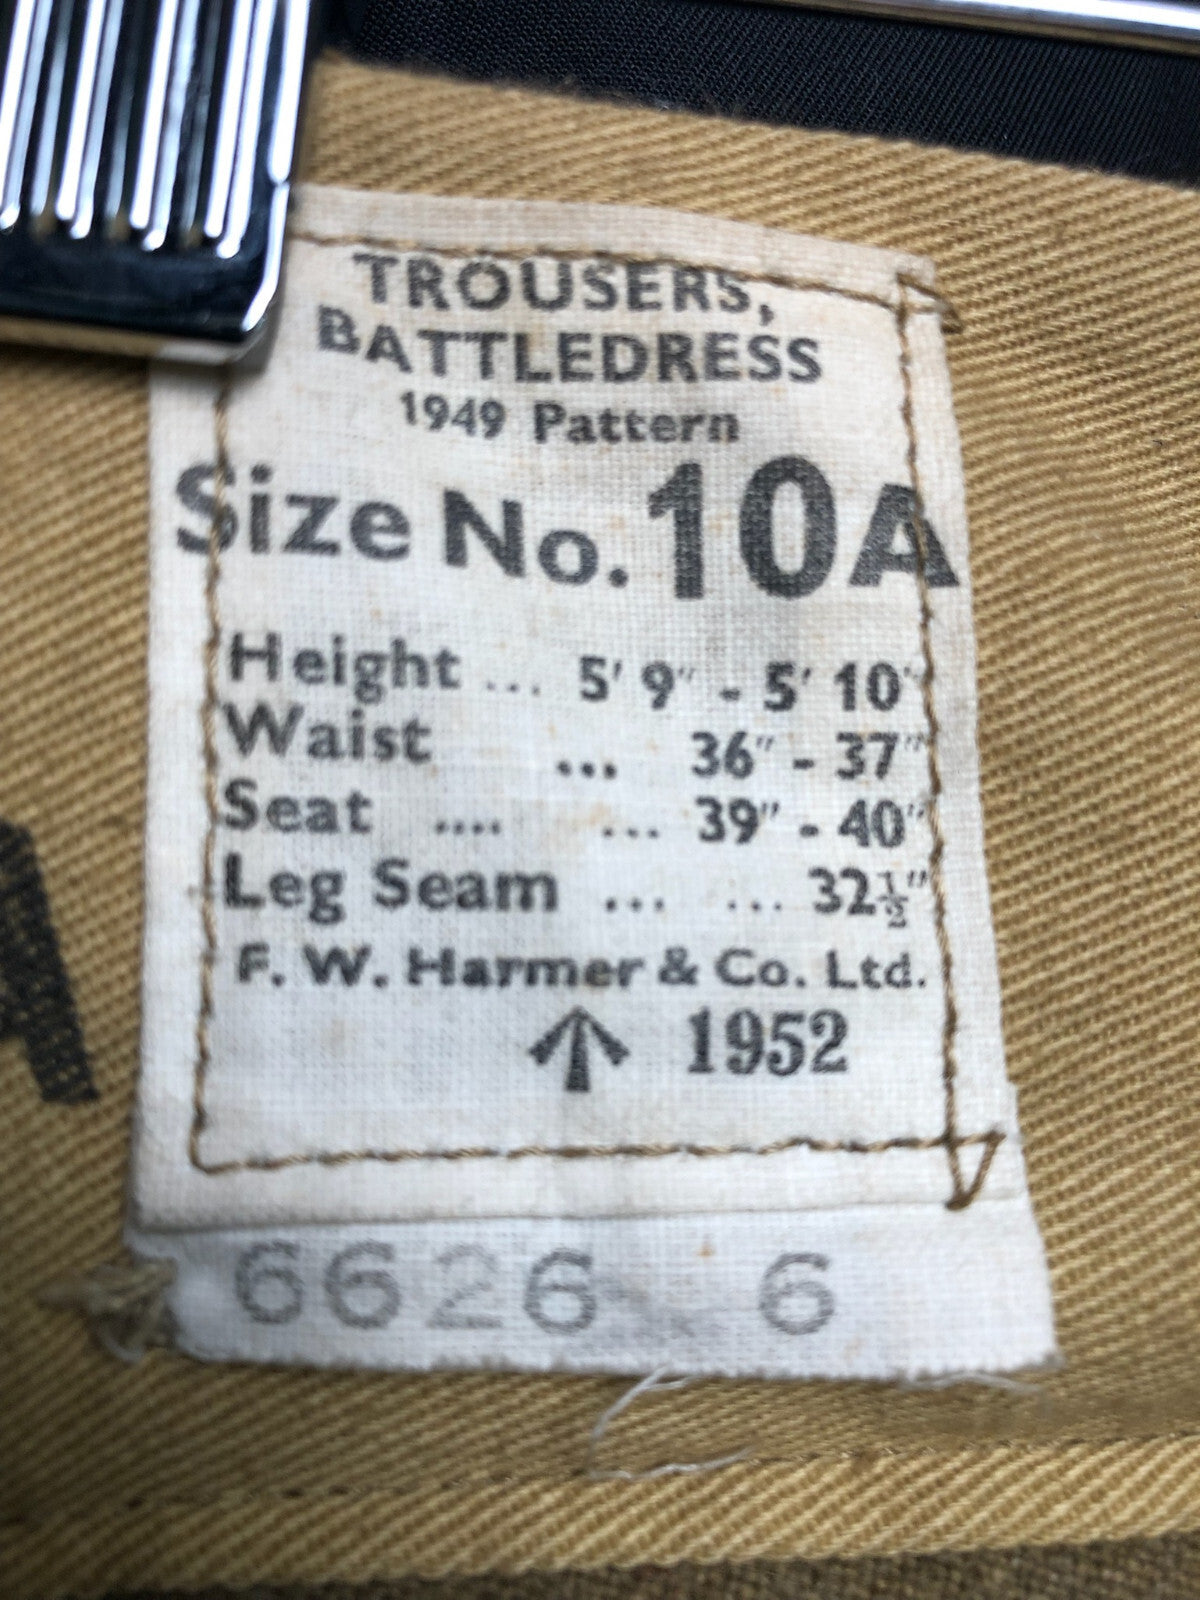 TROUSERS,
BATTLEDRESS
1949 Pattern
Size No. 10A
Height ... 5' 9" - 5' 10"
Waist ... 36" - 37"
Seat .... ... 39" - 40"
Leg Seam ... ... 32½"
F. W. Harmer & Co. Ltd.
1952
6626 6